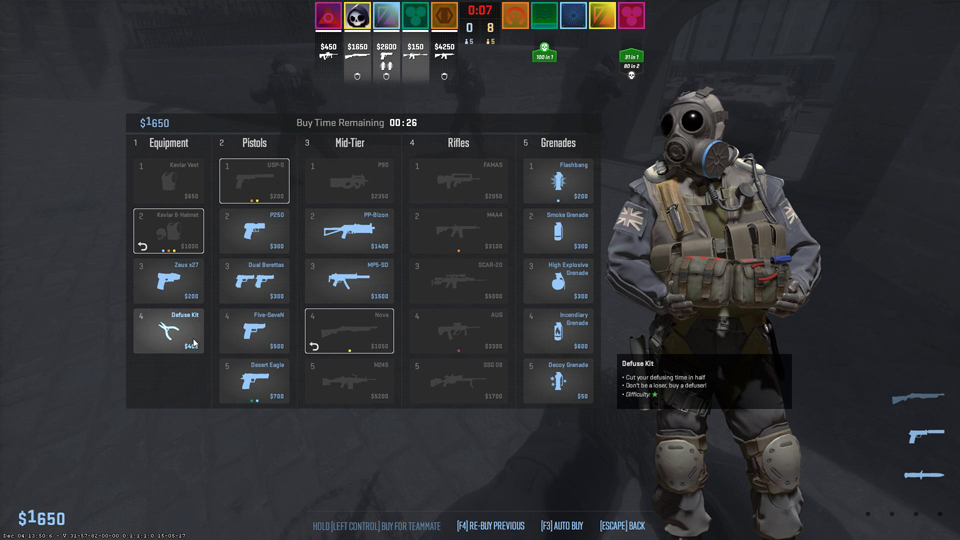 0:07
0 8
5 5
$450 $1650 $2600 $150 $4250
100 in 1
31 in 1
80 in 2
$1650
Buy Time Remaining 00:26
1 Equipment
2 Pistols
3 Mid-Tier
4 Rifles
5 Grenades
1 Kevlar Vest $650
1 USP-S $200
1 P90 $2350
1 FAMAS
1 Flashbang $200
2 Kevlar & Helmet $1000
2 P250 $300
2 PP-Bizon $1400
2 M4A4 $3100
2 Smoke Grenade $300
3 Zeus x27 $200
3 Dual Berettas $300
3 MP5-SD $1500
3 SCAR-20 $5000
3 High Explosive Grenade $300
4 Defuse Kit
4 Five-SeveN $500
4 Nova $1050
4 AUG $3300
4 Incendiary Grenade $600
5 Desert Eagle $700
5 M249 $5200
5 SSG 08 $1700
5 Decoy Grenade $50
Defuse Kit
• Cut your defusing time in half
• Don't be a loser, buy a defuser!
• Difficulty: ★
$1650
HOLD [LEFT CONTROL] BUY FOR TEAMMATE
[F4] RE-BUY PREVIOUS
[F3] AUTO BUY
[ESCAPE] BACK